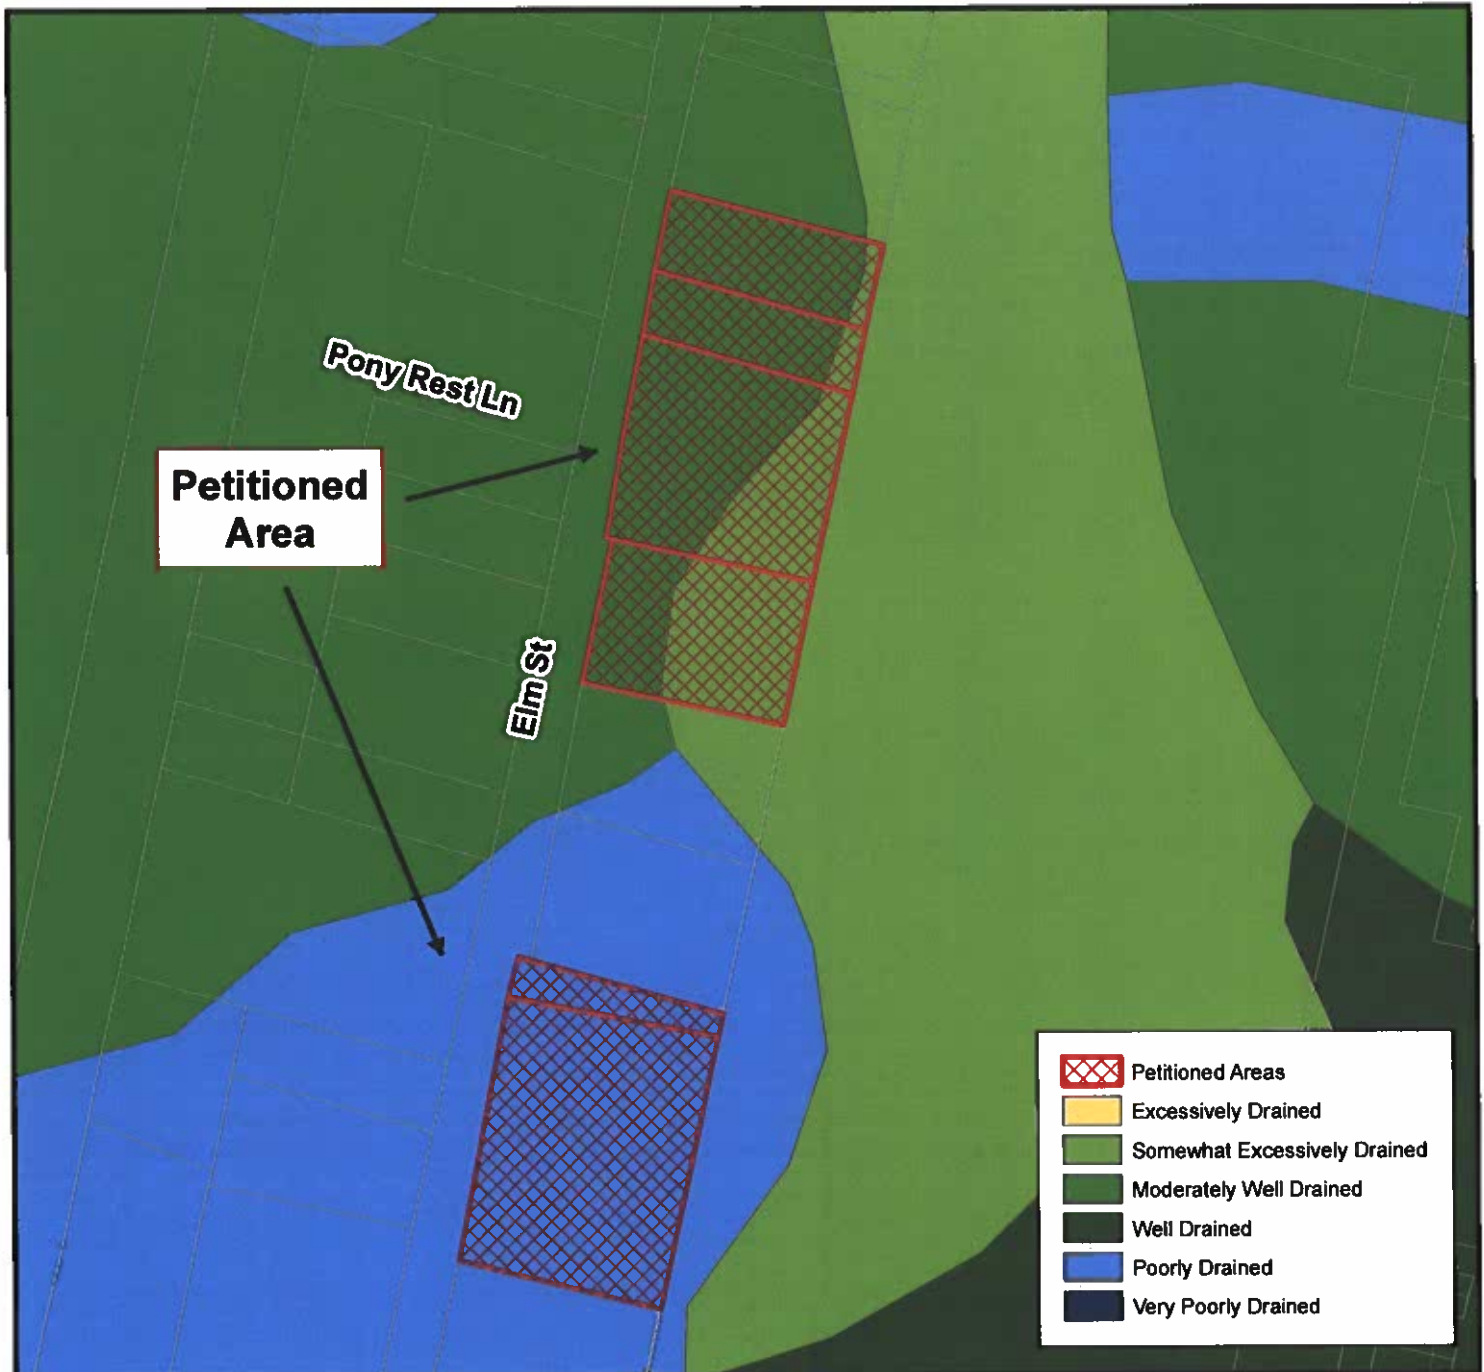 Pony Rest Ln
Petitioned
Area
Elm St
Petitioned Areas
Excessively Drained
Somewhat Excessively Drained
Moderately Well Drained
Well Drained
Poorly Drained
Very Poorly Drained